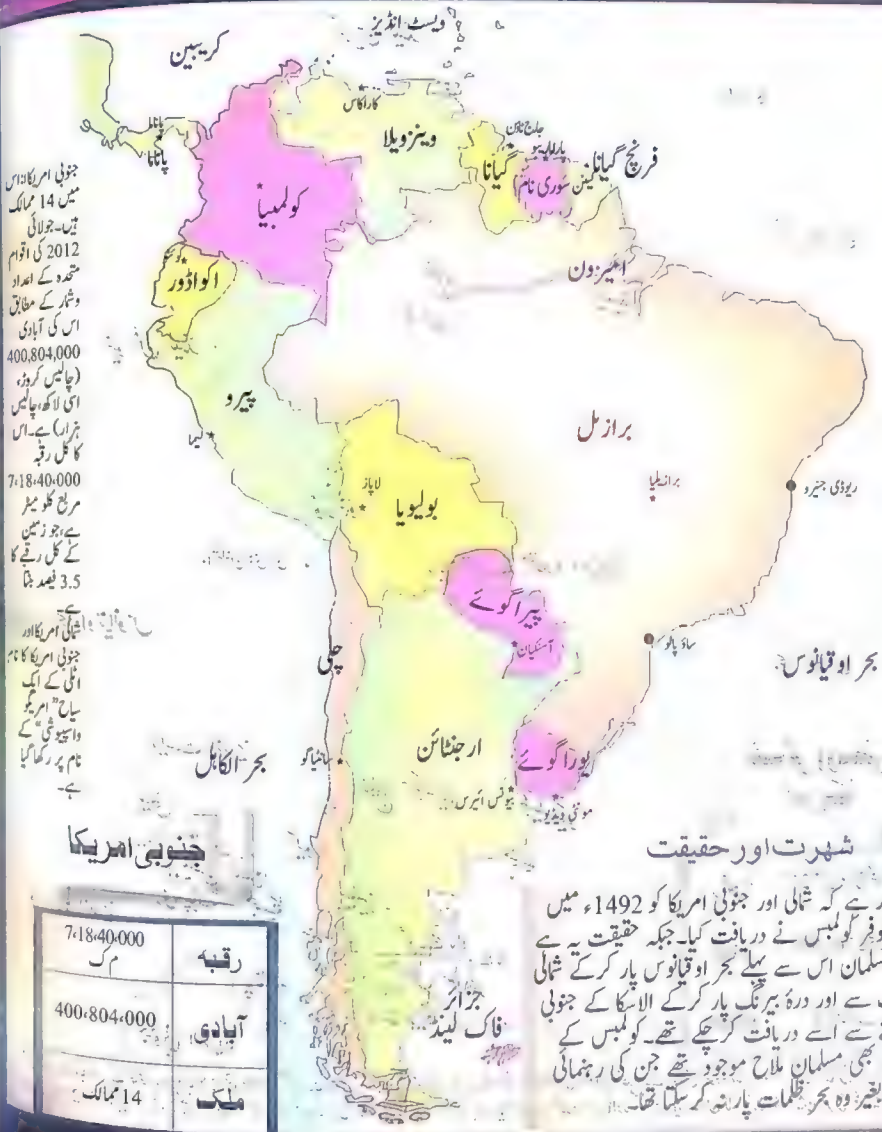 ویسٹ انڈیز
کریبین
پاناما
پاناما
کاراکاس
وینزویلا
جارج ٹاؤن
گیانا
پاراماریبو
سوری نام
فرنچ گیانا
کولمبیا
اکواڈور
ایمیزون
پیرو
لیما
برازیل
برازیلیا
ریوڈی جنیرو
لاپاز
بولیویا
پیراگوئے
ساؤ پالو
چلی
ارجنٹائن
یوراگوئے
سانتیاگو
بیونس آئیرس
مونٹی ویڈیو
بحر اوقیانوس
بحر الکاہل
جزائر
فاک لینڈ
جنوبی امریکا: اس
میں 14 ممالک
ہیں۔ جولائی
2012 کی اقوام
متحدہ کے اعداد
وشمار کے مطابق
اس کی آبادی
400,804,000
(چالیس کروڑ،
اسی لاکھ، چالیس
ہزار) ہے۔ اس
کا کل رقبہ
7،18،40،000
مربع کلو میٹر
ہے، جو زمین
کے کل رقبے کا
3.5 فیصد بنتا
ہے۔
شمالی امریکا اور
جنوبی امریکا کا نام
اٹلی کے ایک
سیاح "امریگو
واسپیوشی" کے
نام پر رکھا گیا
ہے۔
جنوبی امریکا
رقبہ 7،18،40،000
م ک
آبادی 400،804،000
ملک 14 ممالک
شہرت اور حقیقت
رہے کہ شمالی اور جنوبی امریکا کو 1492ء میں
کولمبس نے دریافت کیا۔ جبکہ حقیقت یہ ہے
مسلمان اس سے پہلے بحر اوقیانوس پار کرکے شمالی
سے اور درۂ بیرنگ پار کرکے الاسکا کے جنوبی
سے اسے دریافت کرچکے تھے۔ کولمبس کے
بھی مسلمان ملاح موجود تھے جن کی رہنمائی
بغیر وہ بحر ظلمات پار نہ کرسکتا تھا۔